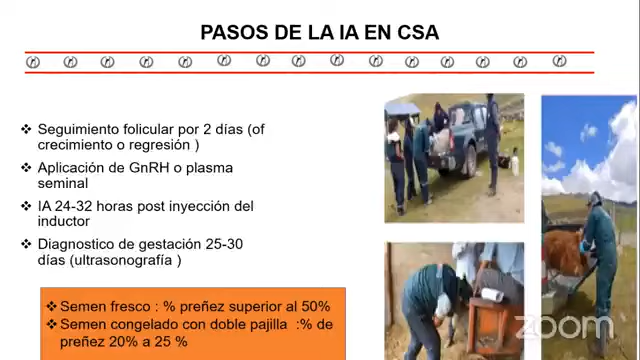 PASOS DE LA IA EN CSA
❖ Seguimiento folicular por 2 días (of
crecimiento o regresión )
❖ Aplicación de GnRH o plasma
seminal
❖ IA 24-32 horas post inyección del
inductor
❖ Diagnostico de gestación 25-30
días (ultrasonografía )
❖Semen fresco : % preñez superior al 50%
❖Semen congelado con doble pajilla :% de
preñez 20% a 25 %
zoom